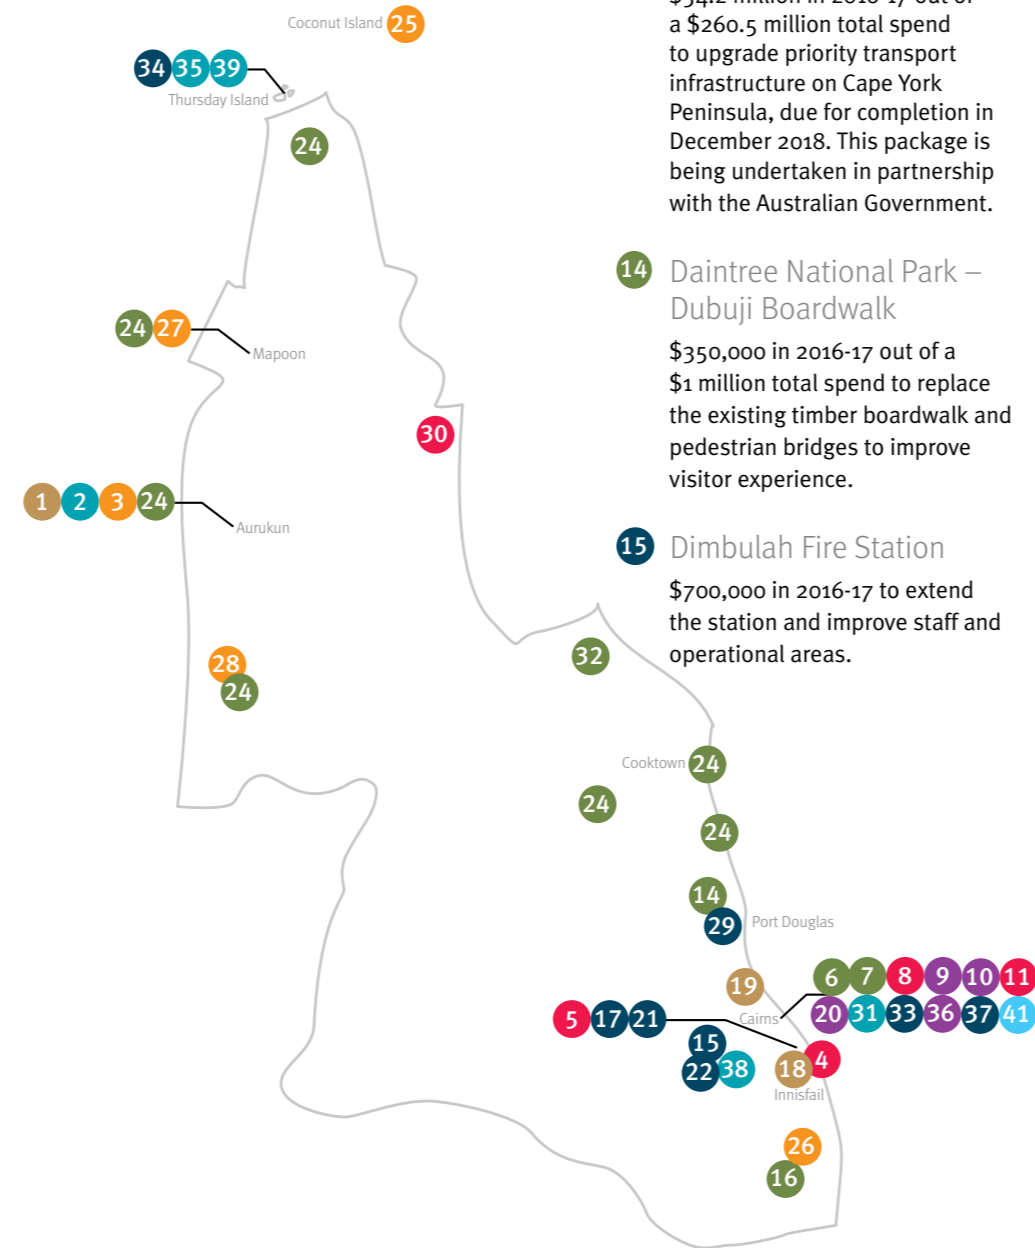 a $260.5 million total spend
to upgrade priority transport
infrastructure on Cape York
Peninsula, due for completion in
December 2018. This package is
being undertaken in partnership
with the Australian Government.
14 Daintree National Park –
Dubuji Boardwalk
$350,000 in 2016-17 out of a
$1 million total spend to replace
the existing timber boardwalk and
pedestrian bridges to improve
visitor experience.
15 Dimbulah Fire Station
$700,000 in 2016-17 to extend
the station and improve staff and
operational areas.
Coconut Island 25
34 35 39
Thursday Island
24
24 27
Mapoon
30
1 2 3 24
Aurukun
28
24
32
Cooktown 24
24
24
14
29 Port Douglas
19
6 7 8 9 10 11
Cairns
20 31 33 36 37 41
5 17 21
15
22 38
18 4
Innisfail
26
16